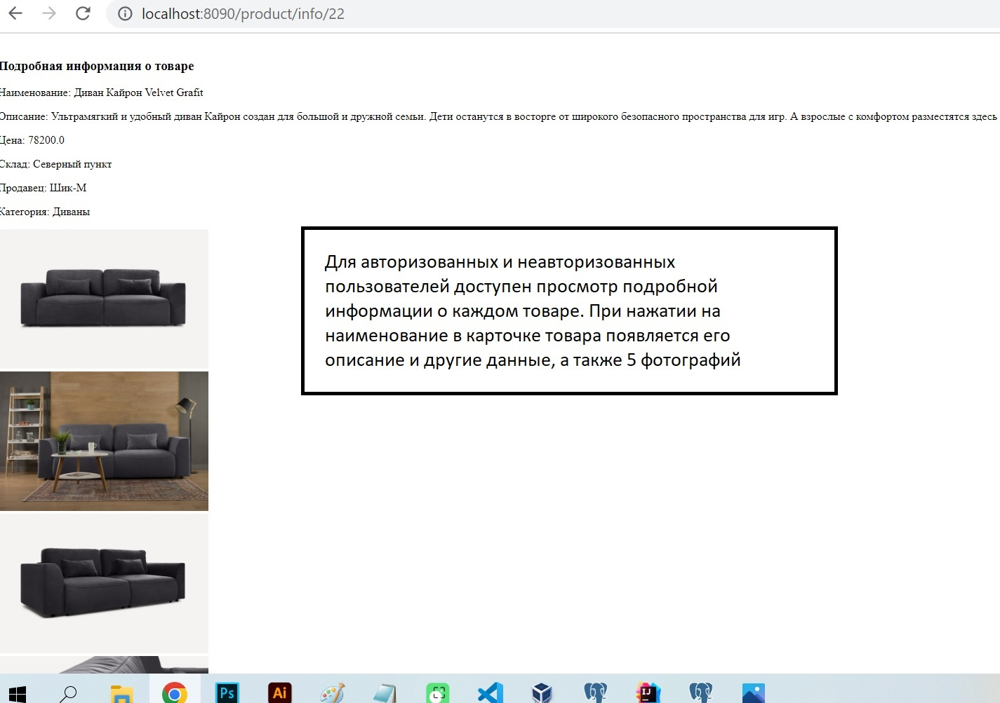 localhost:8090/product/info/22
Подробная информация о товаре
Наименование: Диван Кайрон Velvet Grafit
Описание: Ультрамягкий и удобный диван Кайрон создан для большой и дружной семьи. Дети останутся в восторге от широкого безопасного пространства для игр. А взрослые с комфортом разместятся здесь
Цена: 78200.0
Склад: Северный пункт
Продавец: Шик-М
Категория: Диваны
Для авторизованных и неавторизованных
пользователей доступен просмотр подробной
информации о каждом товаре. При нажатии на
наименование в карточке товара появляется его
описание и другие данные, а также 5 фотографий
Ps Ai IJ